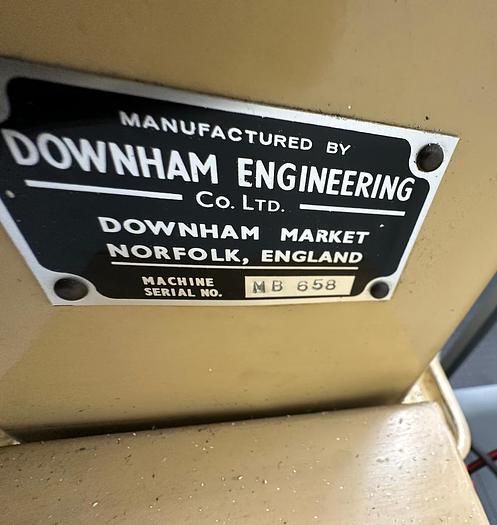 MANUFACTURED BY
DOWNHAM ENGINEERING
Co. LTD.
DOWNHAM MARKET
NORFOLK, ENGLAND
MACHINE
SERIAL NO. MB 658